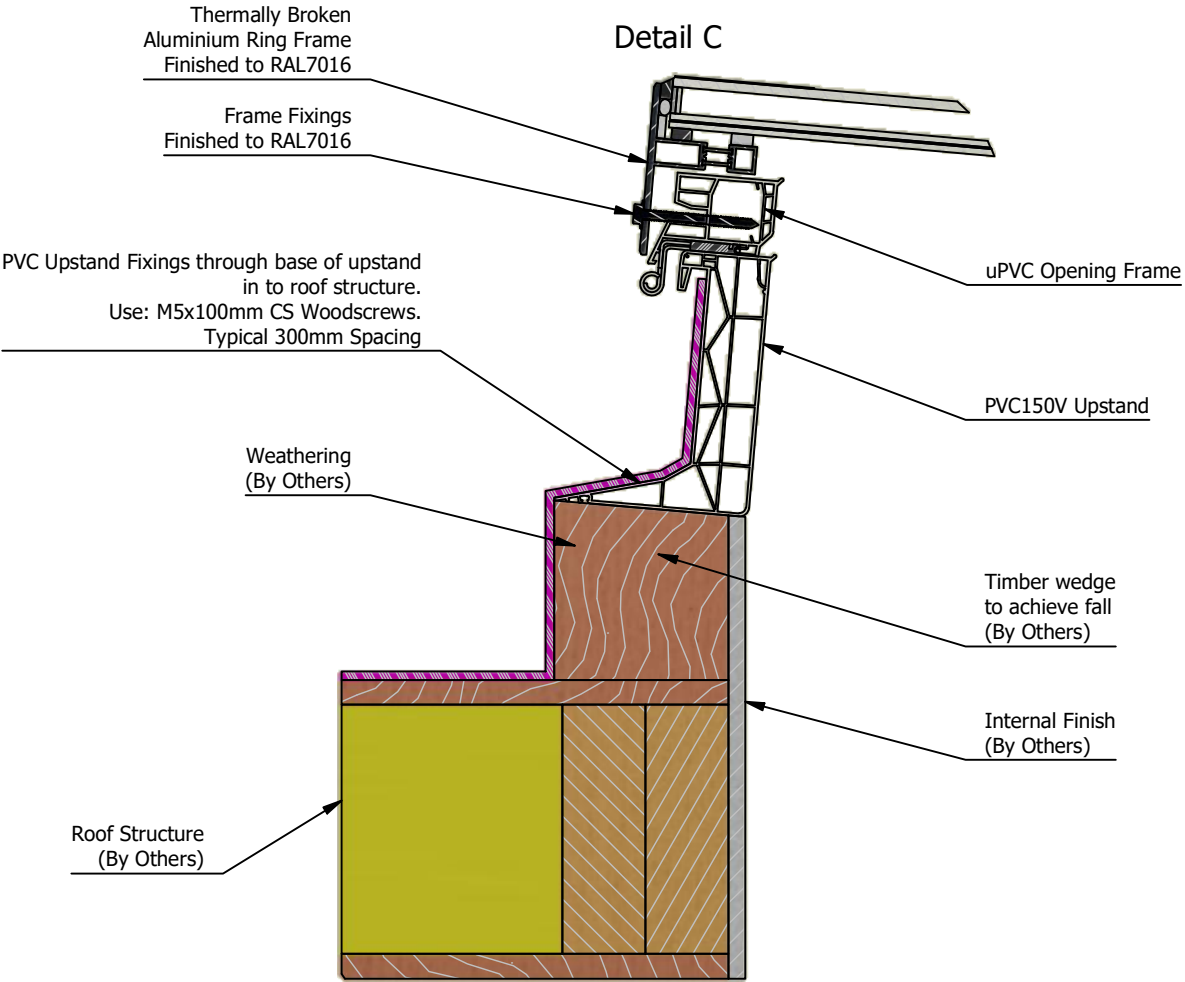 Detail C
Thermally Broken
Aluminium Ring Frame
Finished to RAL7016
Frame Fixings
Finished to RAL7016
PVC Upstand Fixings through base of upstand
in to roof structure.
Use: M5x100mm CS Woodscrews.
Typical 300mm Spacing
Weathering
(By Others)
Roof Structure
(By Others)
uPVC Opening Frame
PVC150V Upstand
Timber wedge
to achieve fall
(By Others)
Internal Finish
(By Others)